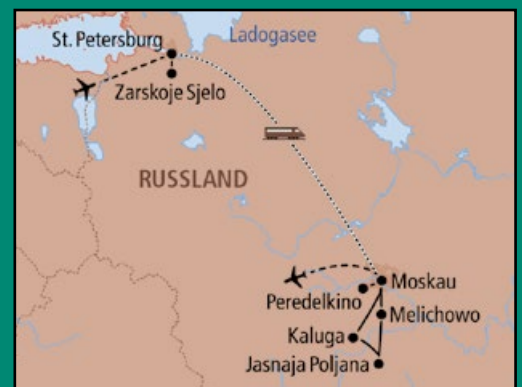 St. Petersburg
Ladogasee
Zarskoje Sjelo
RUSSLAND
Moskau
Peredelkino
Melichowo
Kaluga
Jasnaja Poljana